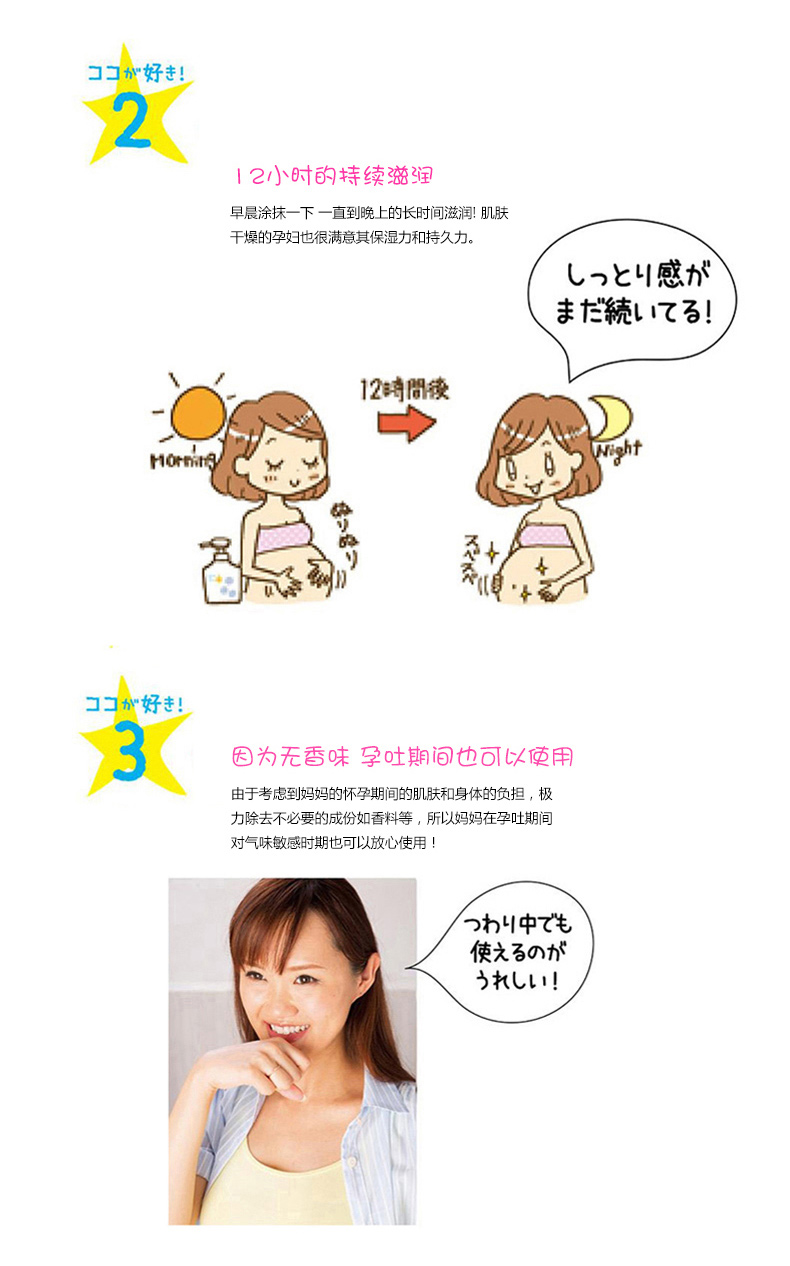 ココが好き!
2
12小时的持续滋润
早晨涂抹一下 一直到晚上的长时间滋润! 肌肤
干燥的孕妇也很满意其保湿力和持久力。
しっとり感が
まだ続いてる!
12時間後
Morning
Night
ぬりぬり
スベスベ
ココが好き!
3
因为无香味 孕吐期间也可以使用
由于考虑到妈妈的怀孕期间的肌肤和身体的负担，极
力除去不必要的成份如香料等，所以妈妈在孕吐期间
对气味敏感时期也可以放心使用！
つわり中でも
使えるのが
うれしい!